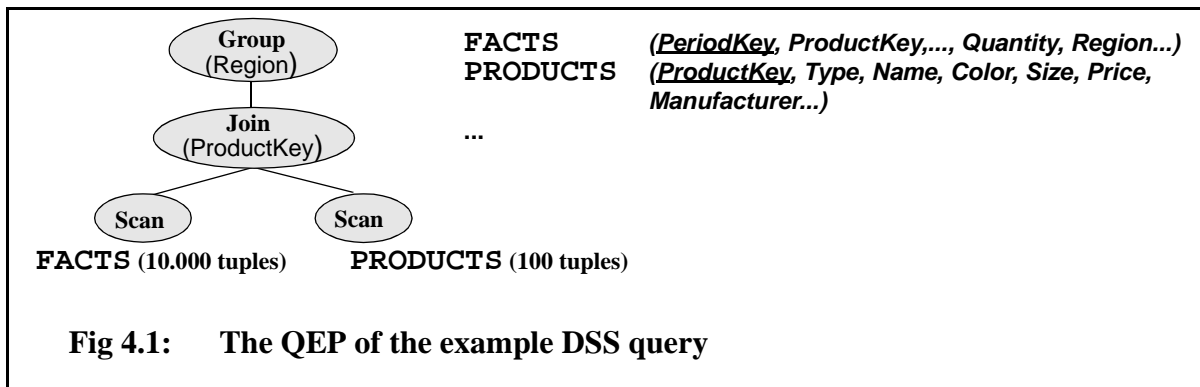 Group
(Region)
Join
(ProductKey)
Scan
Scan
FACTS (10.000 tuples)
PRODUCTS (100 tuples)
FACTS (PeriodKey, ProductKey,..., Quantity, Region...)
PRODUCTS (ProductKey, Type, Name, Color, Size, Price,
Manufacturer...)
...
Fig 4.1: The QEP of the example DSS query